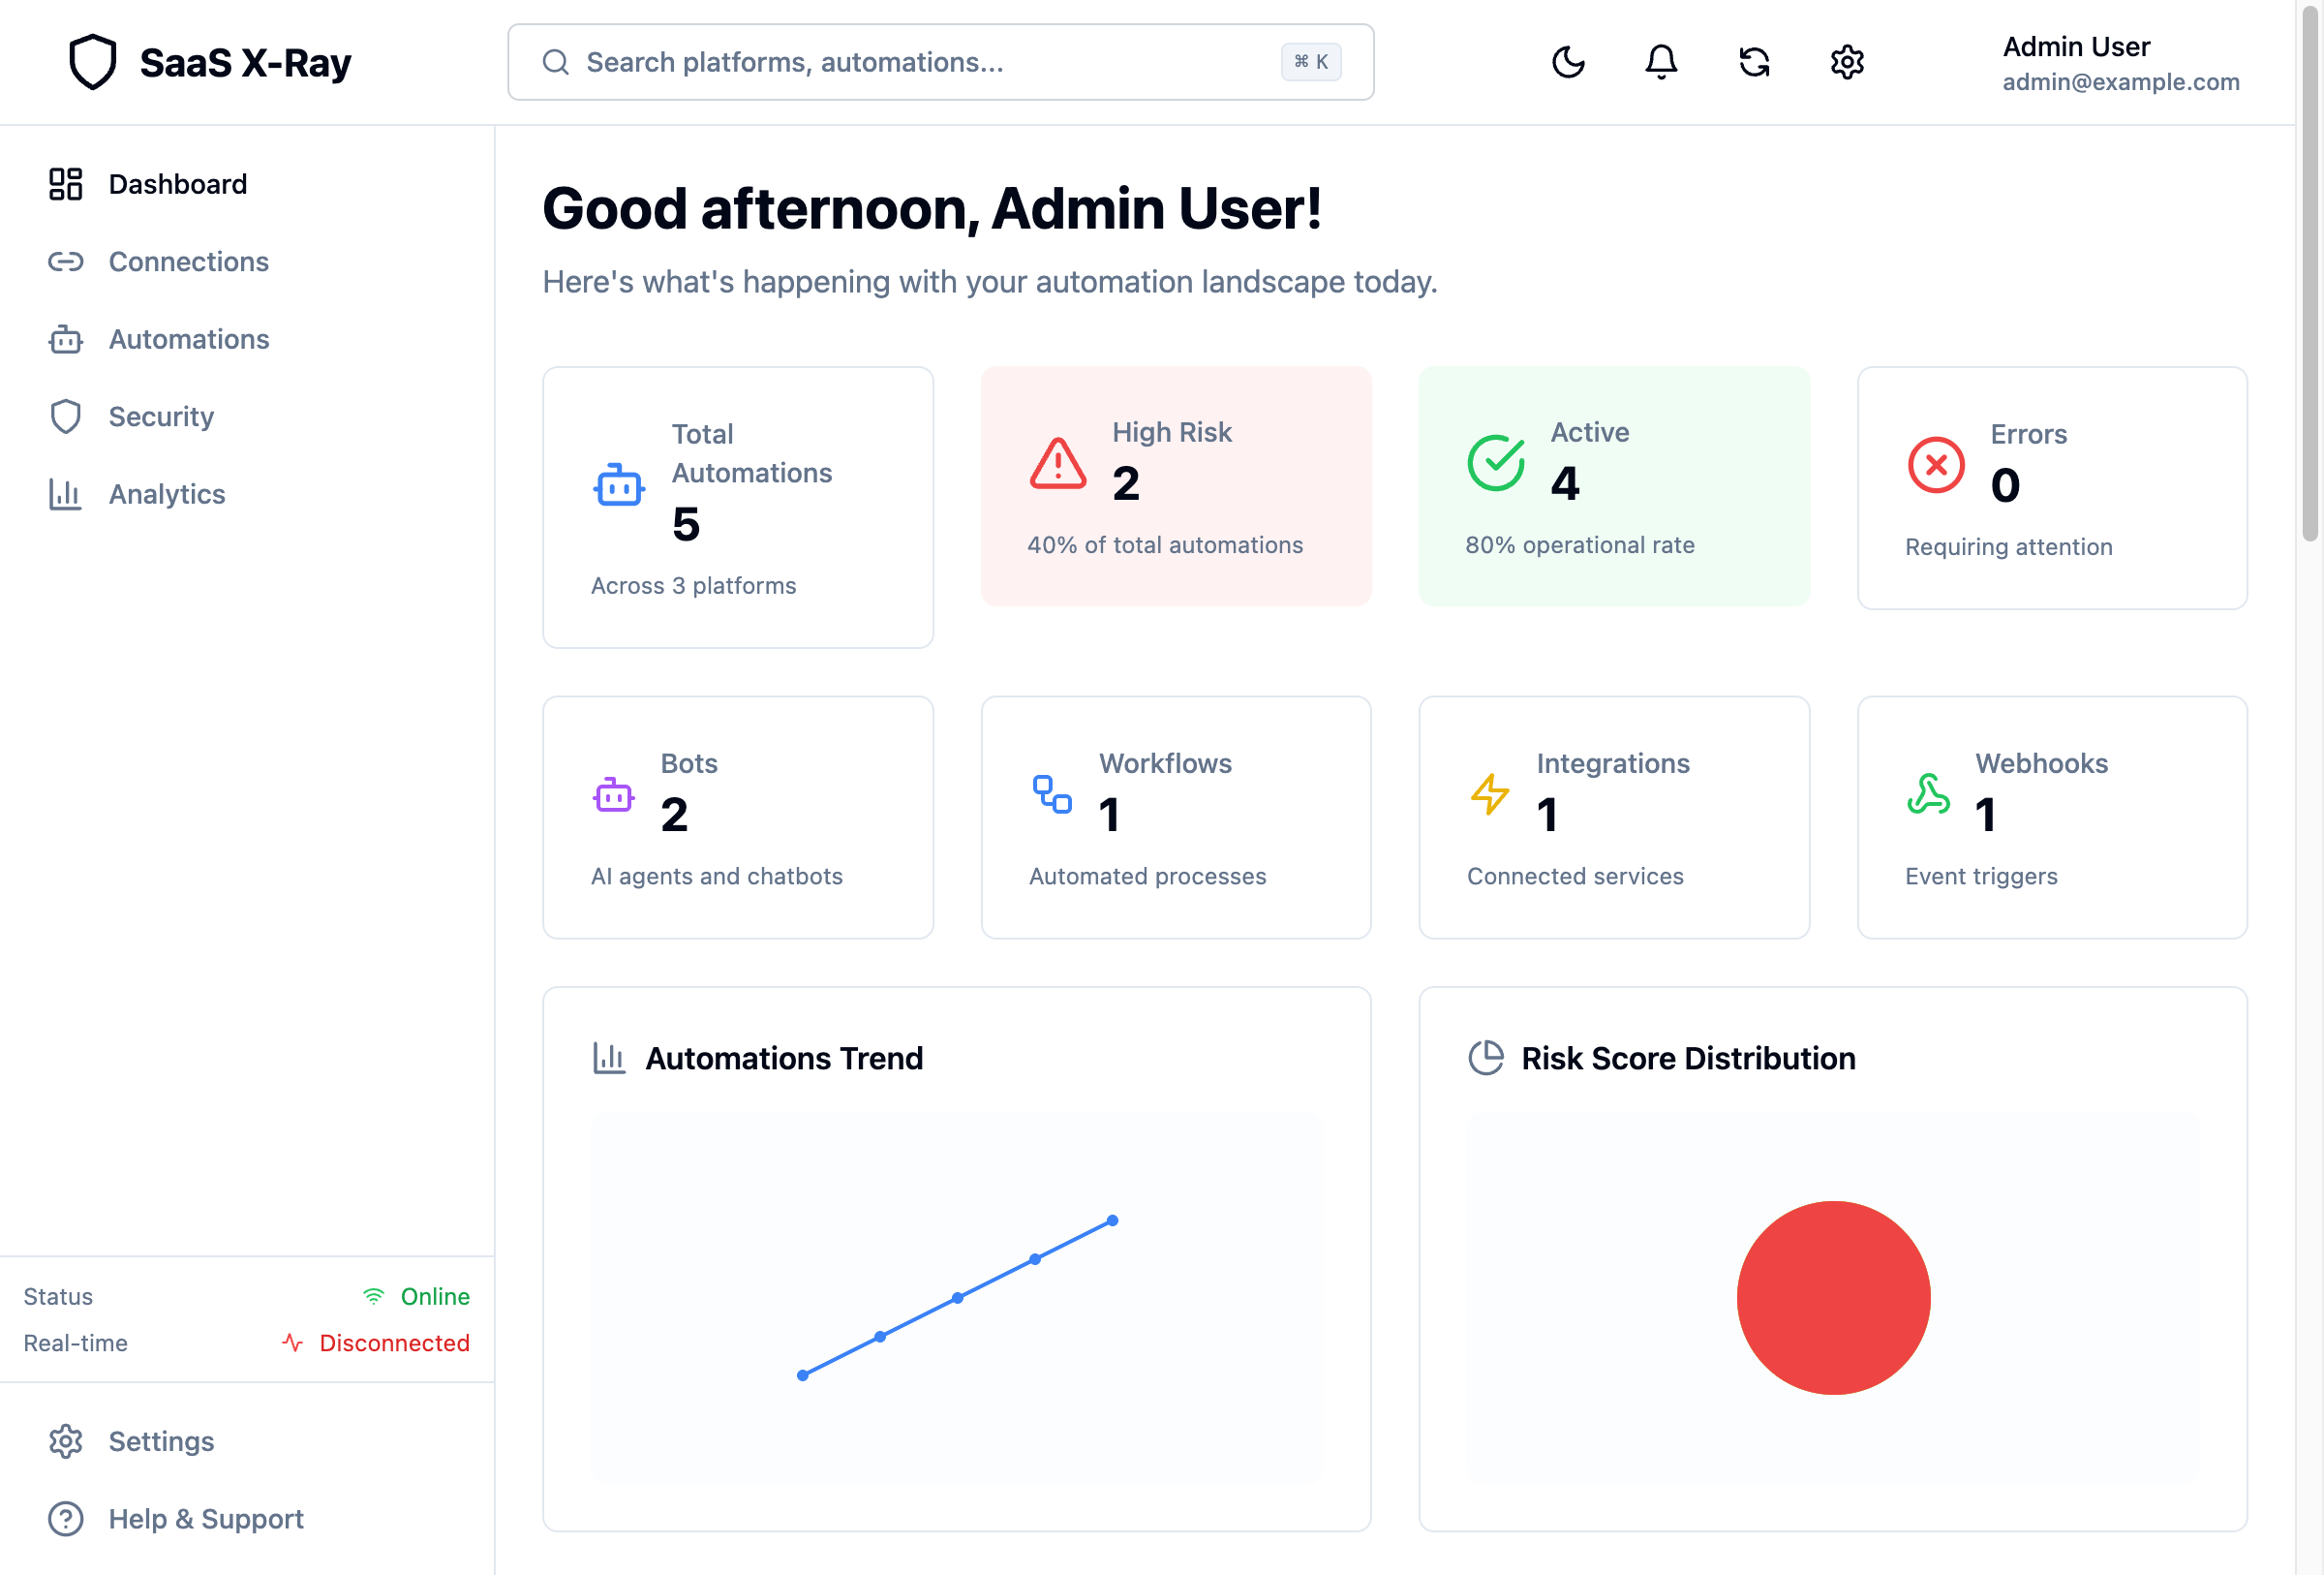 SaaS X-Ray
Search platforms, automations...
⌘ K
Admin User
admin@example.com
Dashboard
Connections
Automations
Security
Analytics
Status
Online
Real-time
Disconnected
Settings
Help & Support
Good afternoon, Admin User!
Here's what's happening with your automation landscape today.
Total
Automations
5
Across 3 platforms
High Risk
2
40% of total automations
Active
4
80% operational rate
Errors
0
Requiring attention
Bots
2
AI agents and chatbots
Workflows
1
Automated processes
Integrations
1
Connected services
Webhooks
1
Event triggers
Automations Trend
Risk Score Distribution